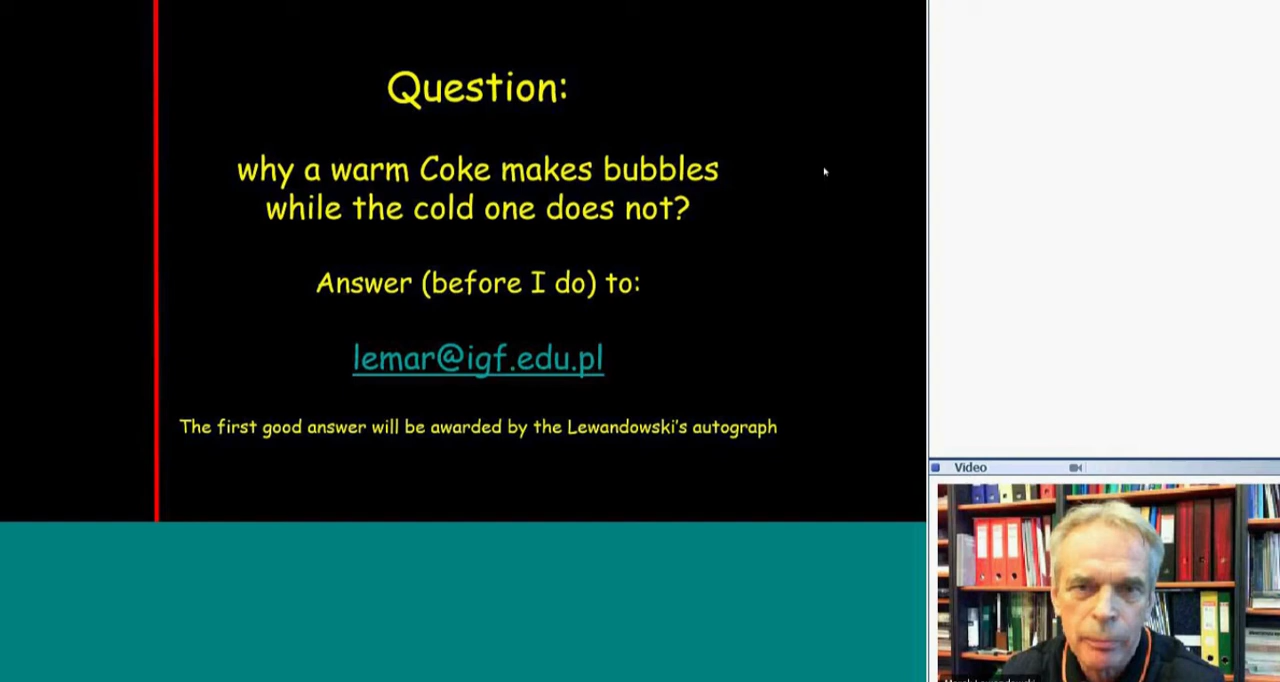 Question:
why a warm Coke makes bubbles
while the cold one does not?
Answer (before I do) to:
lemar@igf.edu.pl
The first good answer will be awarded by the Lewandowski's autograph
Video